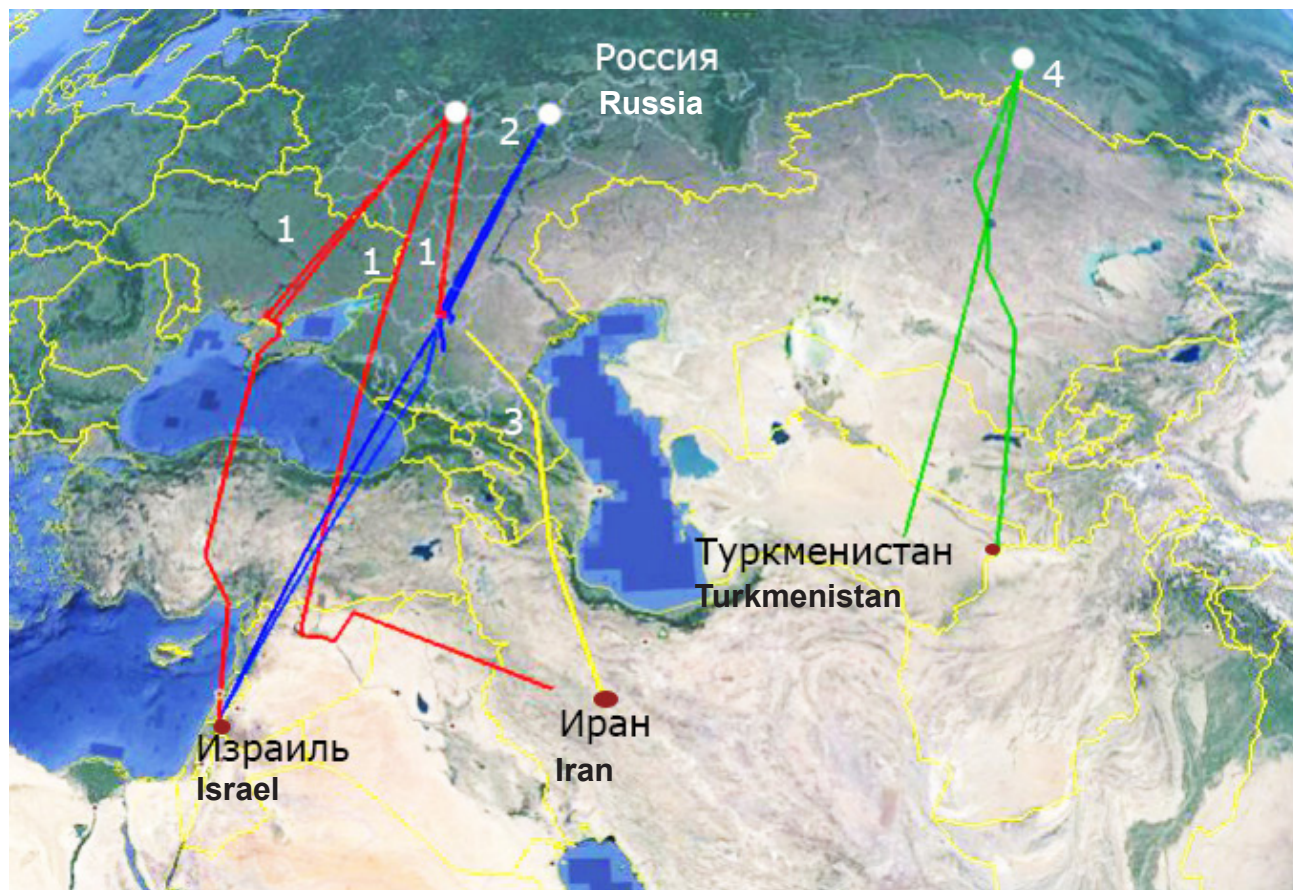 Россия
Russia
4
2
1
1
1
3
Туркменистан
Turkmenistan
Иран
Iran
Израиль
Israel